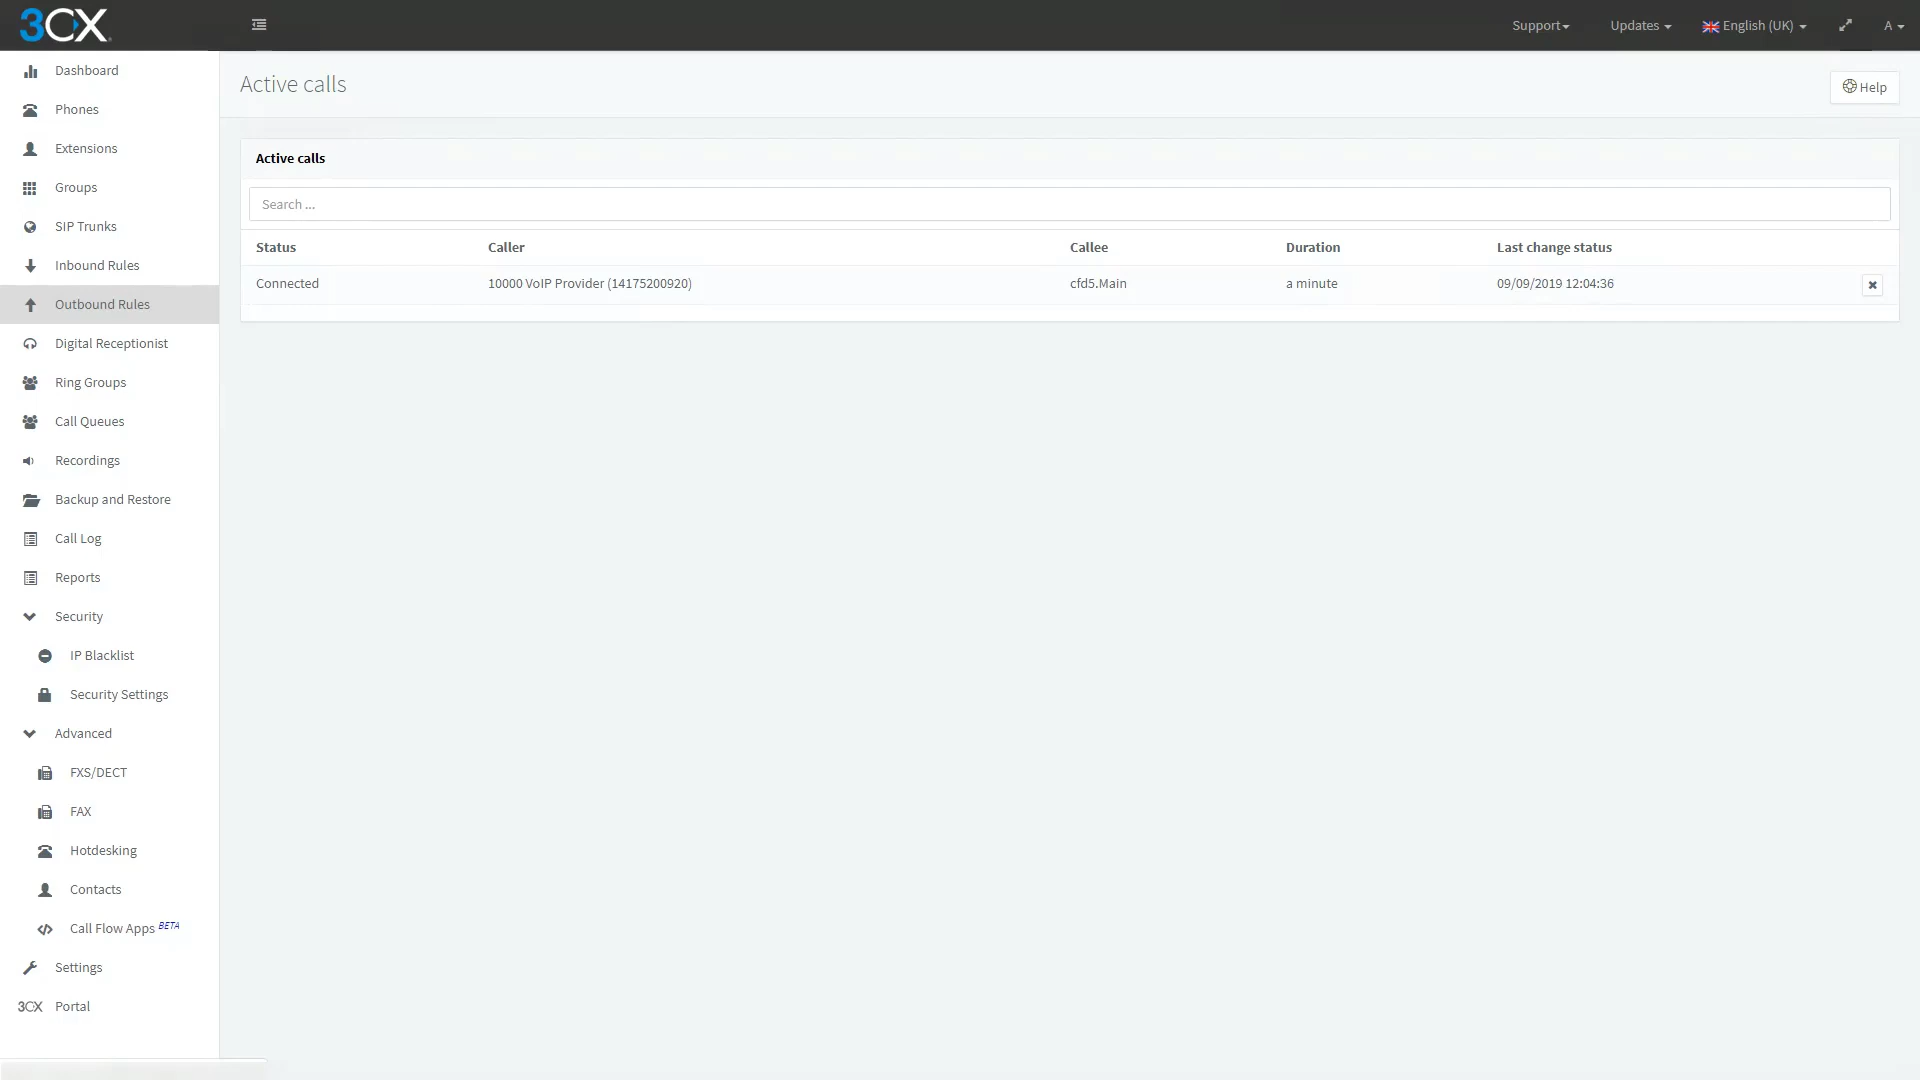 3CX
Support
Updates
English (UK)
A
Dashboard
Phones
Extensions
Groups
SIP Trunks
Inbound Rules
Outbound Rules
Digital Receptionist
Ring Groups
Call Queues
Recordings
Backup and Restore
Call Log
Reports
Security
IP Blacklist
Security Settings
Advanced
FXS/DECT
FAX
Hotdesking
Contacts
Call Flow Apps BETA
Settings
3CX Portal
Active calls
Help
Active calls
Search ...
Status Caller Callee Duration Last change status
Connected 10000 VoIP Provider (14175200920) cfd5.Main a minute 09/09/2019 12:04:36